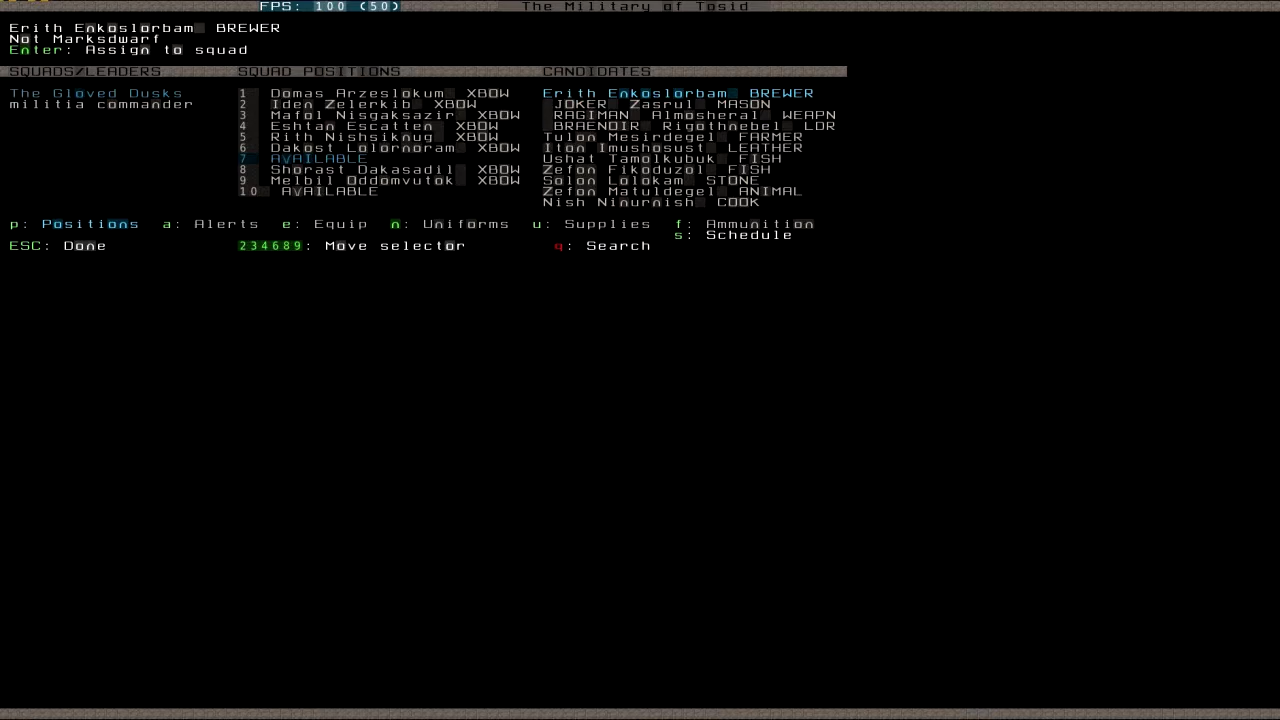 FPS: 100 (50) The Military of Tosid
Erith Enkoslorbam BREWER
Not Marksdwarf
Enter: Assign to squad
SQUADS/LEADERS SQUAD POSITIONS CANDIDATES
The Gloved Dusks 1 Domas Arzeslokum XBOW Erith Enkoslorbam BREWER
militia commander 2 Iden Zelerkib XBOW JOKER Zasrul MASON
3 Mafol Nisgaksazir XBOW RAGIMAN Almosheral WEAPN
4 Eshtan Escatten XBOW BRAENOIR Rigothnebel LDR
5 Rith Nishsiknug XBOW Tulon Mesirdegel FARMER
6 Dakost Lolornoram XBOW Iton Imushosust LEATHER
7 AVAILABLE Ushat Tamolkubuk FISH
8 Shorast Dakasadil XBOW Zefon Fikoduzol FISH
9 Melbil Oddomvutok XBOW Solon Lolokam STONE
10 AVAILABLE Zefon Matuldegel ANIMAL
Nish Ninurnish COOK
p: Positions a: Alerts e: Equip n: Uniforms u: Supplies f: Ammunition
s: Schedule
ESC: Done 234689: Move selector q: Search